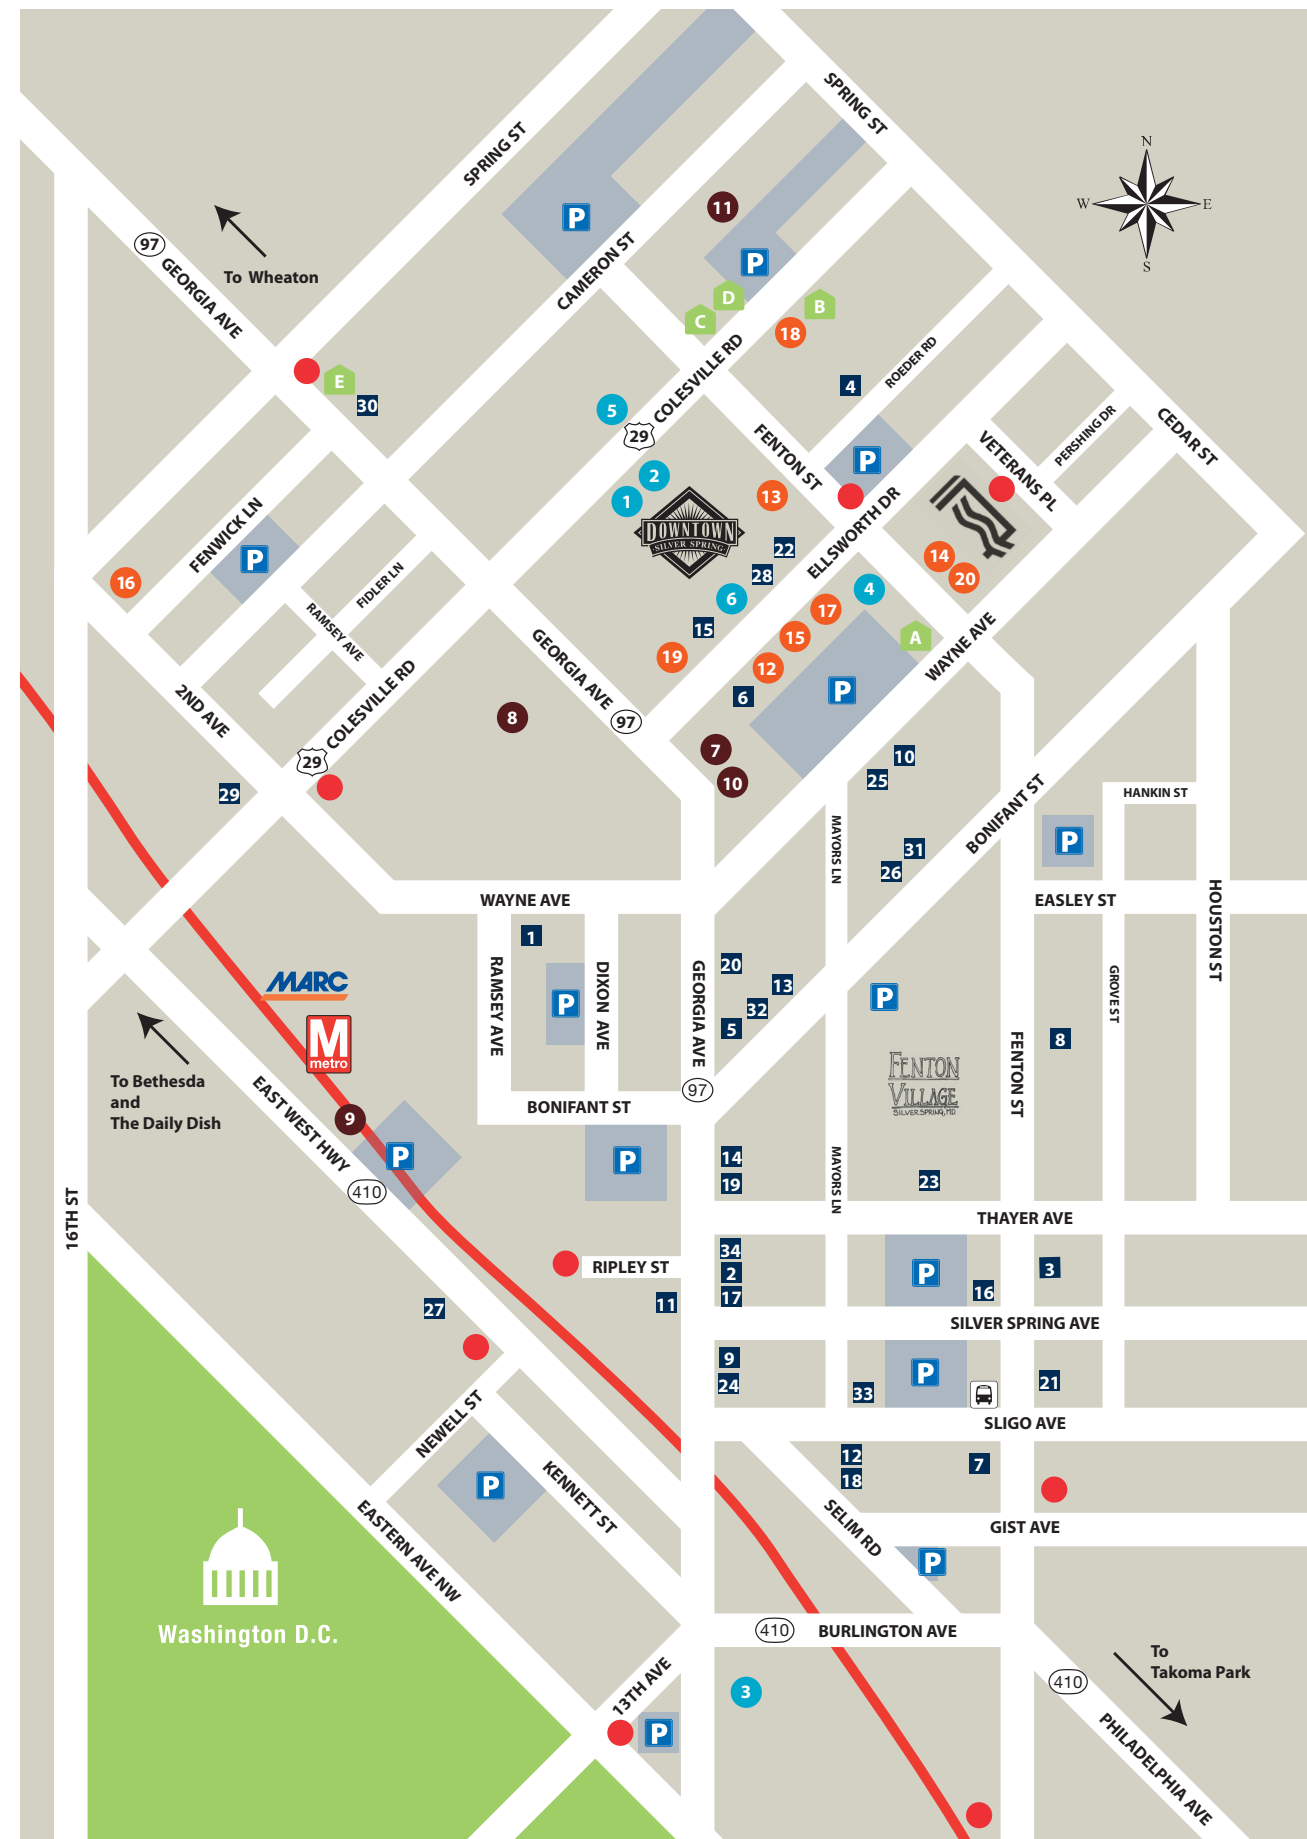 SPRING ST
SPRING ST
N
W
E
S
11
P
P
97
GEORGIA AVE
To Wheaton
CAMERON ST
D
C
B
18
E
30
5
29
COLESVILLE RD
4
ROEDER RD
FENTON ST
P
VETERANS PL
PERSHING DR
CEDAR ST
2
1
13
DOWNTOWN
SILVER SPRING
ELLSWORTH DR
22
28
14
20
FENWICK LN
P
16
FIDLER LN
RAMSEY AVE
6
15
4
17
15
12
19
A
WAYNE AVE
6
P
GEORGIA AVE
97
2ND AVE
COLESVILLE RD
29
8
7
10
29
10
25
MAYORS LN
BONIFANT ST
HANKIN ST
P
31
26
WAYNE AVE
EASLEY ST
HOUSTON ST
1
RAMSEY AVE
P
DIXON AVE
GEORGIA AVE
20
13
32
5
P
GROVE ST
FENTON ST
8
MARC
M
metro
To Bethesda
and
The Daily Dish
EAST WEST HWY
9
P
410
BONIFANT ST
97
FENTON
VILLAGE
SILVER SPRING, MD
P
14
19
MAYORS LN
23
16TH ST
THAYER AVE
RIPLEY ST
34
2
17
P
16
3
27
11
SILVER SPRING AVE
9
24
33
P
21
NEWELL ST
SLIGO AVE
P
KENNETT ST
12
18
7
SELIM RD
EASTERN AVE NW
GIST AVE
P
Washington D.C.
410
BURLINGTON AVE
To
Takoma Park
410
13TH AVE
P
3
PHILADELPHIA AVE